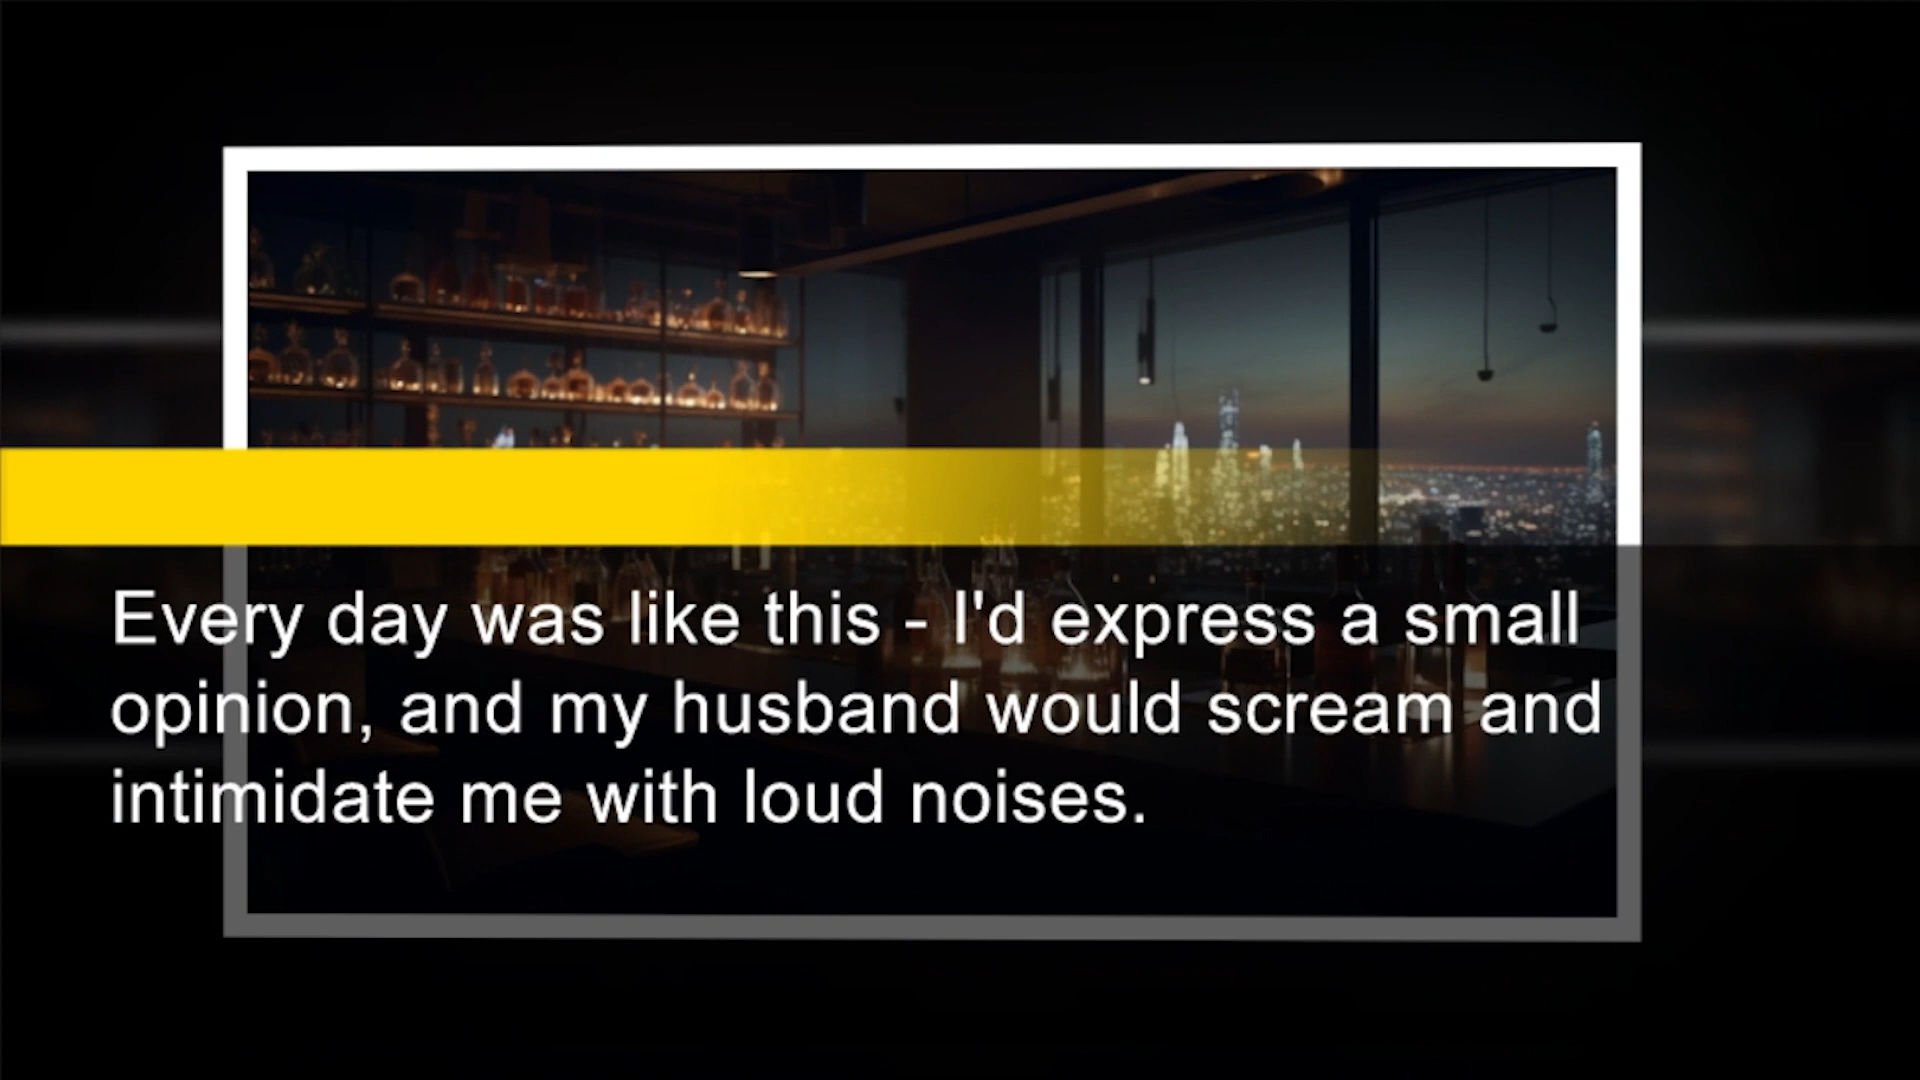 Every day was like this - I'd express a small
opinion, and my husband would scream and
intimidate me with loud noises.